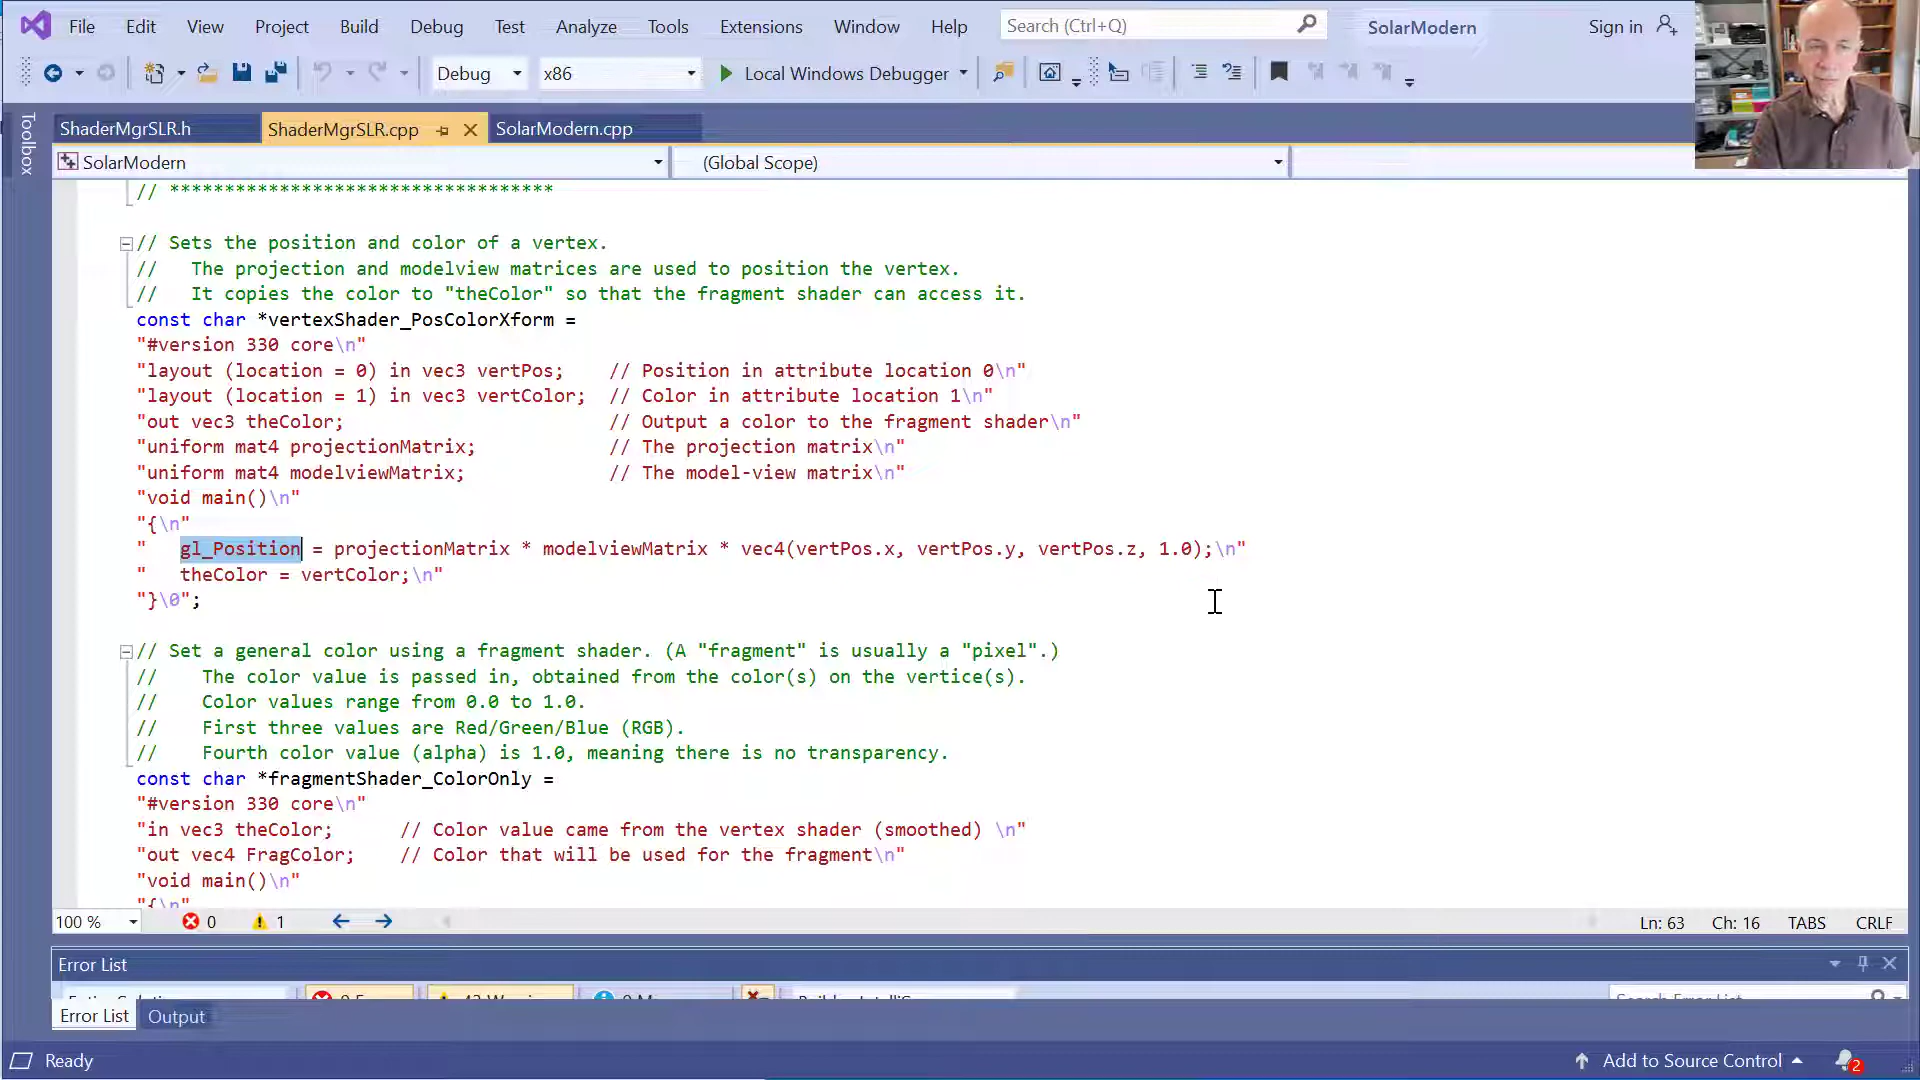 File Edit View Project Build Debug Test Analyze Tools Extensions Window Help Search (Ctrl+Q) SolarModern Sign in
Debug x86 Local Windows Debugger
Toolbox
ShaderMgrSLR.h ShaderMgrSLR.cpp SolarModern.cpp
SolarModern (Global Scope)
// ***********************************
// Sets the position and color of a vertex.
//   The projection and modelview matrices are used to position the vertex.
//   It copies the color to "theColor" so that the fragment shader can access it.
const char *vertexShader_PosColorXform =
"#version 330 core\n"
"layout (location = 0) in vec3 vertPos;    // Position in attribute location 0\n"
"layout (location = 1) in vec3 vertColor;  // Color in attribute location 1\n"
"out vec3 theColor;                        // Output a color to the fragment shader\n"
"uniform mat4 projectionMatrix;            // The projection matrix\n"
"uniform mat4 modelviewMatrix;             // The model-view matrix\n"
"void main()\n"
"{\n"
"   gl_Position = projectionMatrix * modelviewMatrix * vec4(vertPos.x, vertPos.y, vertPos.z, 1.0);\n"
"   theColor = vertColor;\n"
"}\0";
// Set a general color using a fragment shader. (A "fragment" is usually a "pixel".)
//    The color value is passed in, obtained from the color(s) on the vertice(s).
//    Color values range from 0.0 to 1.0.
//    First three values are Red/Green/Blue (RGB).
//    Fourth color value (alpha) is 1.0, meaning there is no transparency.
const char *fragmentShader_ColorOnly =
"#version 330 core\n"
"in vec3 theColor;      // Color value came from the vertex shader (smoothed) \n"
"out vec4 FragColor;    // Color that will be used for the fragment\n"
"void main()\n"
"{\n"
100 % 0 1 Ln: 63 Ch: 16 TABS CRLF
Error List
Search Error List
Error List Output
Ready Add to Source Control 2